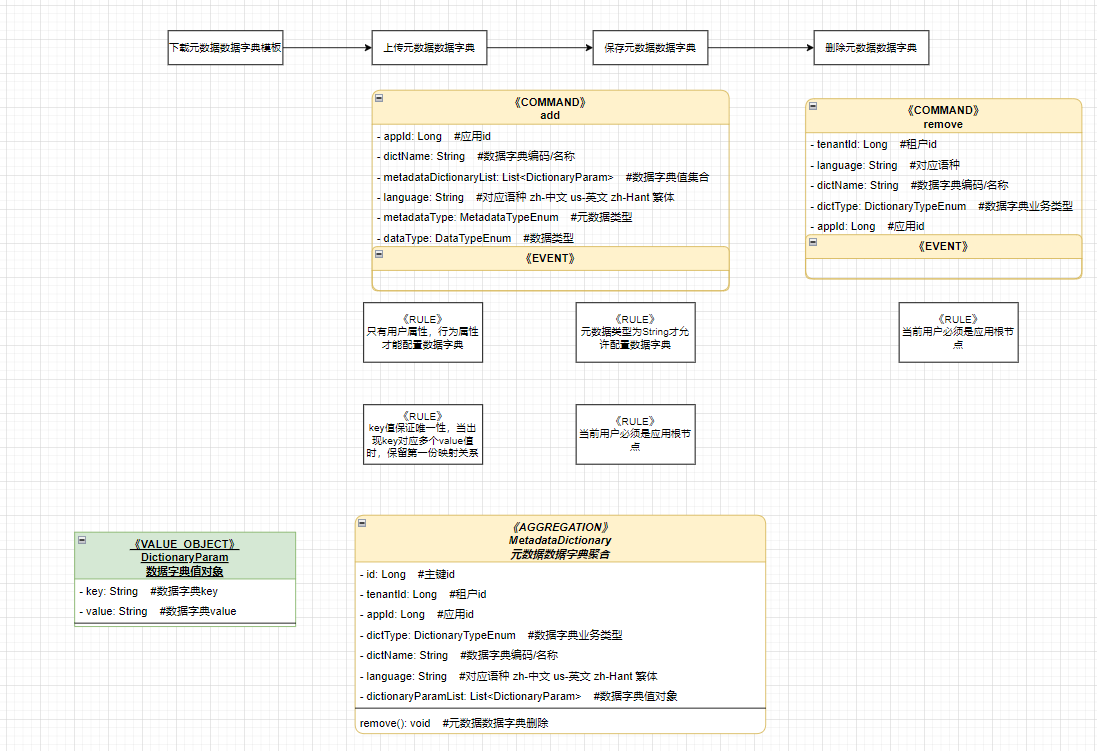 下载元数据数据字典模板
上传元数据数据字典
保存元数据数据字典
删除元数据数据字典
《COMMAND》
add
- appId: Long #应用id
- dictName: String #数据字典编码/名称
- metadataDictionaryList: List<DictionaryParam> #数据字典值集合
- language: String #对应语种 zh-中文 us-英文 zh-Hant 繁体
- metadataType: MetadataTypeEnum #元数据类型
- dataType: DataTypeEnum #数据类型
《EVENT》
《COMMAND》
remove
- tenantId: Long #租户id
- language: String #对应语种
- dictName: String #数据字典编码/名称
- dictType: DictionaryTypeEnum #数据字典业务类型
- appId: Long #应用id
《EVENT》
《RULE》
只有用户属性，行为属性
才能配置数据字典
《RULE》
元数据类型为String才允
许配置数据字典
《RULE》
当前用户必须是应用根节
点
《RULE》
key值保证唯一性，当出
现key对应多个value值
时，保留第一份映射关系
《RULE》
当前用户必须是应用根节
点
《VALUE_OBJECT》
DictionaryParam
数据字典值对象
- key: String #数据字典key
- value: String #数据字典value
《AGGREGATION》
MetadataDictionary
元数据数据字典聚合
- id: Long #主键id
- tenantId: Long #租户id
- appId: Long #应用id
- dictType: DictionaryTypeEnum #数据字典业务类型
- dictName: String #数据字典编码/名称
- language: String #对应语种 zh-中文 us-英文 zh-Hant 繁体
- dictionaryParamList: List<DictionaryParam> #数据字典值对象
remove(): void #元数据数据字典删除